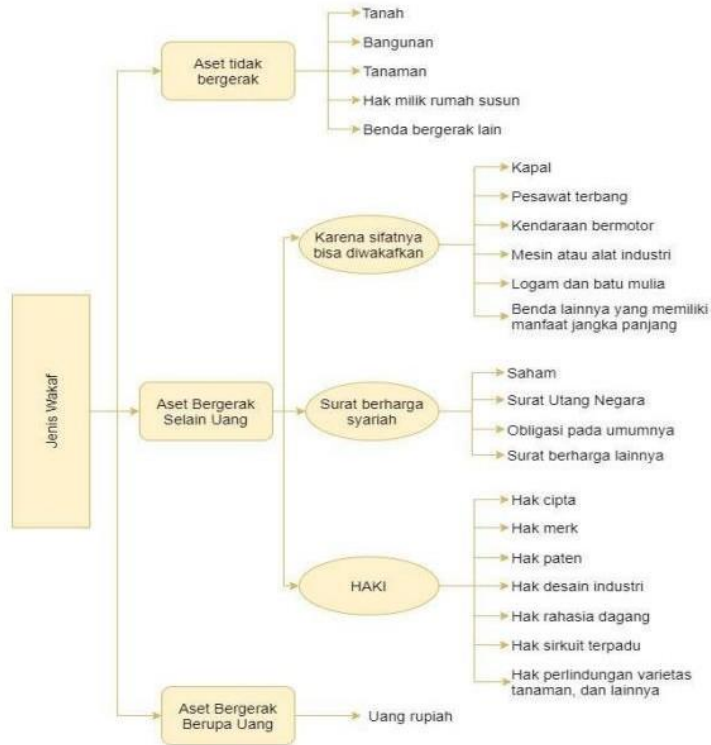 Jenis Wakaf
Aset tidak
bergerak
Tanah
Bangunan
Tanaman
Hak milik rumah susun
Benda bergerak lain
Aset Bergerak
Selain Uang
Karena sifatnya
bisa diwakafkan
Kapal
Pesawat terbang
Kendaraan bermotor
Mesin atau alat industri
Logam dan batu mulia
Benda lainnya yang memiliki
manfaat jangka panjang
Surat berharga
syariah
Saham
Surat Utang Negara
Obligasi pada umumnya
Surat berharga lainnya
HAKI
Hak cipta
Hak merk
Hak paten
Hak desain industri
Hak rahasia dagang
Hak sirkuit terpadu
Hak perlindungan varietas
tanaman, dan lainnya
Aset Bergerak
Berupa Uang
Uang rupiah